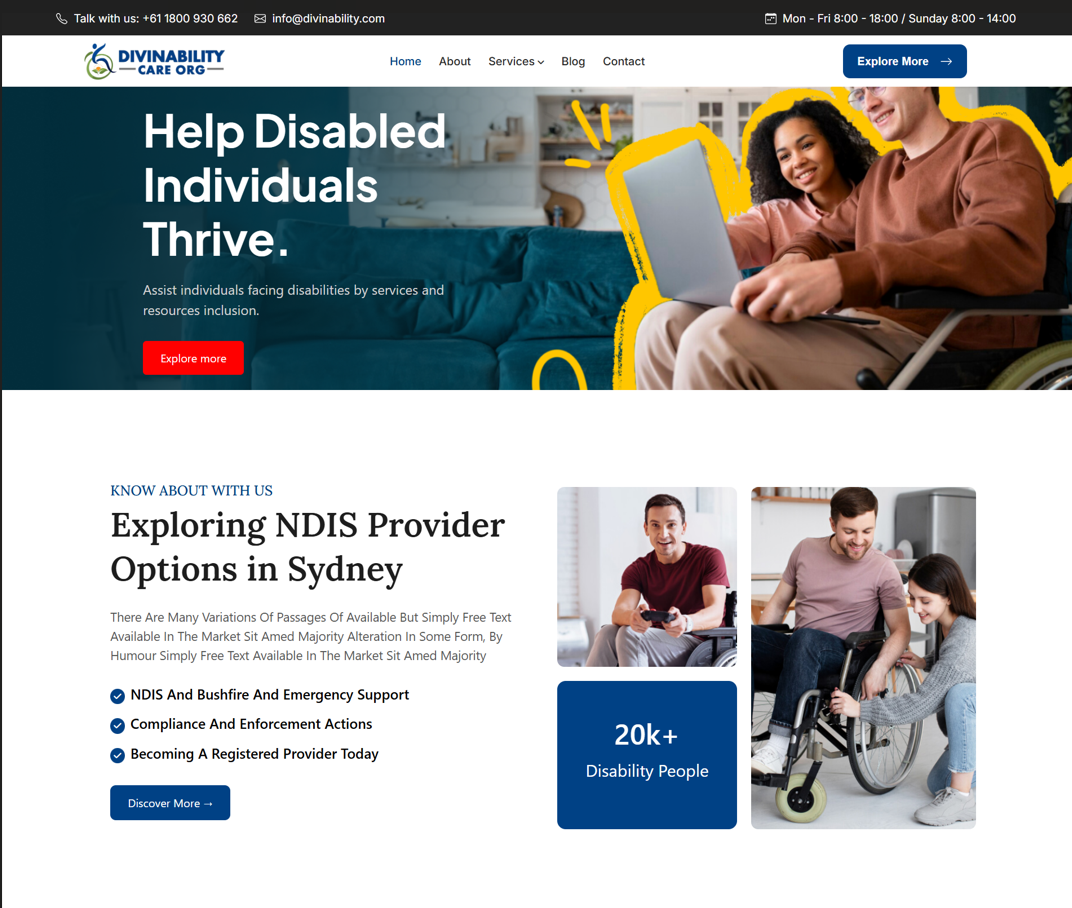 Talk with us: +61 1800 930 662
info@divinability.com
Mon - Fri 8:00 - 18:00 / Sunday 8:00 - 14:00
DIVINABILITY
CARE ORG
Home
About
Services
Blog
Contact
Explore More →
Help Disabled
Individuals
Thrive.
Assist individuals facing disabilities by services and
resources inclusion.
Explore more
KNOW ABOUT WITH US
Exploring NDIS Provider
Options in Sydney
There Are Many Variations Of Passages Of Available But Simply Free Text
Available In The Market Sit Amed Majority Alteration In Some Form, By
Humour Simply Free Text Available In The Market Sit Amed Majority
NDIS And Bushfire And Emergency Support
Compliance And Enforcement Actions
Becoming A Registered Provider Today
Discover More →
20k+
Disability People